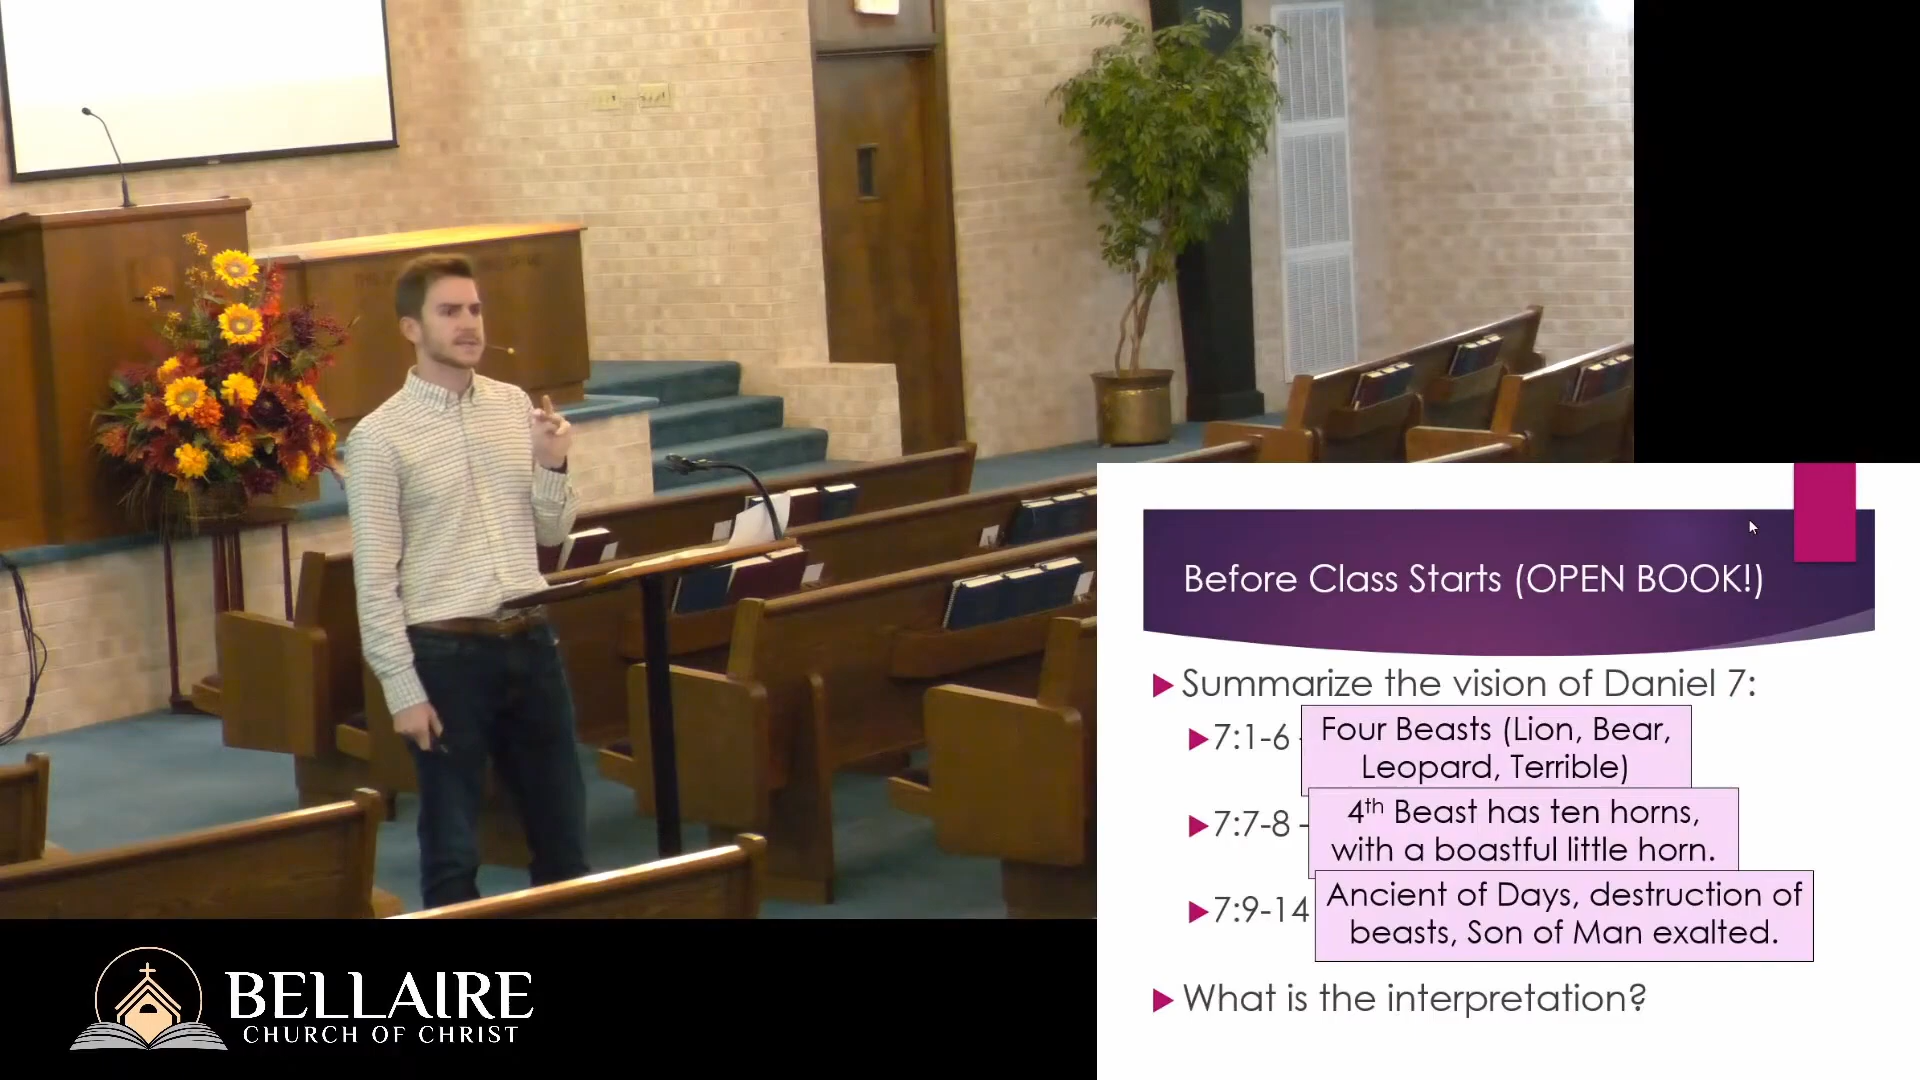 Before Class Starts (OPEN BOOK!)
Summarize the vision of Daniel 7:
7:1-6 -
Four Beasts (Lion, Bear,
Leopard, Terrible)
7:7-8 -
4th Beast has ten horns,
with a boastful little horn.
7:9-14
Ancient of Days, destruction of
beasts, Son of Man exalted.
What is the interpretation?
BELLAIRE
CHURCH OF CHRIST